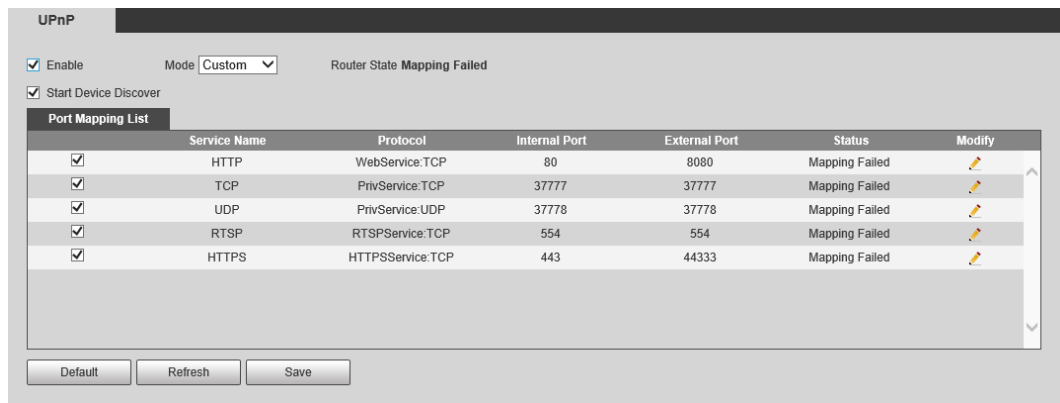 UPnP
Enable Mode Custom Router State Mapping Failed
Start Device Discover
Port Mapping List
Service Name Protocol Internal Port External Port Status Modify
HTTP WebService:TCP 80 8080 Mapping Failed
TCP PrivService:TCP 37777 37777 Mapping Failed
UDP PrivService:UDP 37778 37778 Mapping Failed
RTSP RTSPService:TCP 554 554 Mapping Failed
HTTPS HTTPSService:TCP 443 44333 Mapping Failed
Default Refresh Save